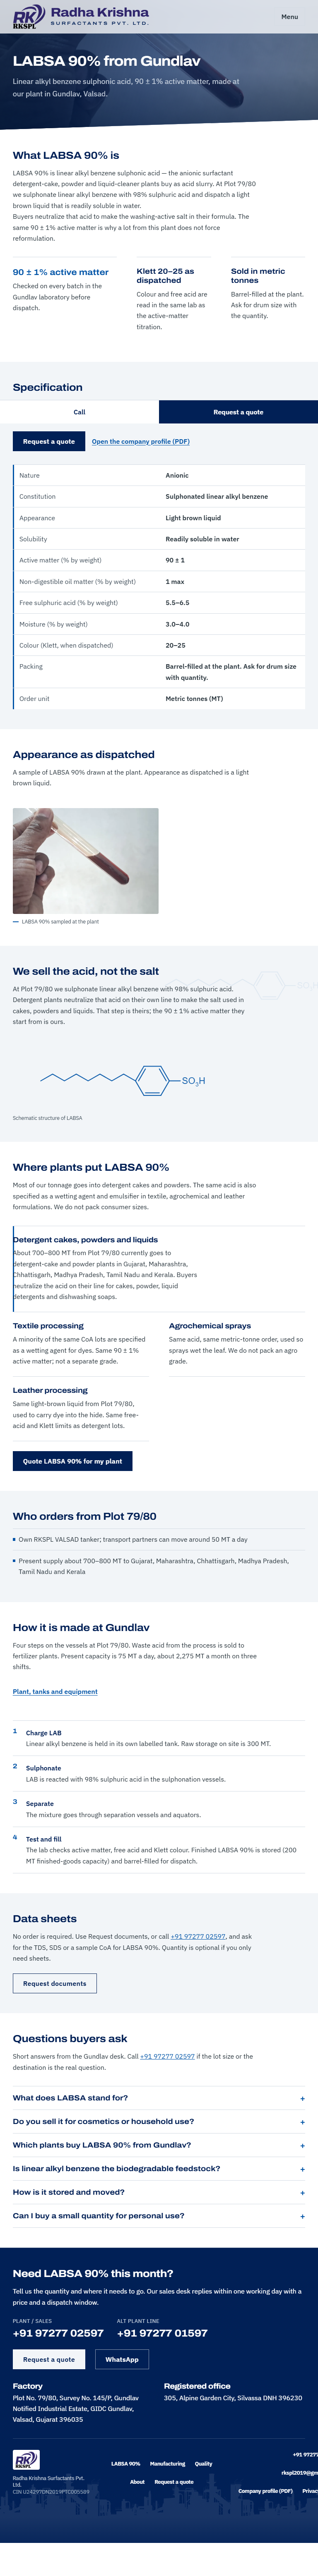 RK
RKSPL
Radha Krishna
SURFACTANTS PVT. LTD.
Menu
LABSA 90% from Gundlav
Linear alkyl benzene sulphonic acid, 90 ± 1% active matter, made at
our plant in Gundlav, Valsad.
What LABSA 90% is
LABSA 90% is linear alkyl benzene sulphonic acid — the anionic surfactant
detergent-cake, powder and liquid-cleaner plants buy as acid slurry. At Plot 79/80
we sulphonate linear alkyl benzene with 98% sulphuric acid and dispatch a light
brown liquid that is readily soluble in water.
Buyers neutralize that acid to make the washing-active salt in their formula. The
same 90 ± 1% active matter is why a lot from this plant does not force
reformulation.
90 ± 1% active matter
Checked on every batch in the
Gundlav laboratory before
dispatch.
Klett 20–25 as
dispatched
Colour and free acid are
read in the same lab as
the active-matter
titration.
Sold in metric
tonnes
Barrel-filled at the plant.
Ask for drum size with
the quantity.
Specification
Call
Request a quote
Request a quote
Open the company profile (PDF)
Nature Anionic
Constitution Sulphonated linear alkyl benzene
Appearance Light brown liquid
Solubility Readily soluble in water
Active matter (% by weight) 90 ± 1
Non-digestible oil matter (% by weight) 1 max
Free sulphuric acid (% by weight) 5.5–6.5
Moisture (% by weight) 3.0–4.0
Colour (Klett, when dispatched) 20–25
Packing Barrel-filled at the plant. Ask for drum size
with quantity.
Order unit Metric tonnes (MT)
Appearance as dispatched
A sample of LABSA 90% drawn at the plant. Appearance as dispatched is a light
brown liquid.
LABSA 90% sampled at the plant
We sell the acid, not the salt
At Plot 79/80 we sulphonate linear alkyl benzene with 98% sulphuric acid.
Detergent plants neutralize that acid on their own line to make the salt used in
cakes, powders and liquids. That step is theirs; the 90 ± 1% active matter they
start from is ours.
SO3H
Schematic structure of LABSA
Where plants put LABSA 90%
Most of our tonnage goes into detergent cakes and powders. The same acid is also
specified as a wetting agent and emulsifier in textile, agrochemical and leather
formulations. We do not pack consumer sizes.
Detergent cakes, powders and liquids
About 700–800 MT from Plot 79/80 currently goes to
detergent-cake and powder plants in Gujarat, Maharashtra,
Chhattisgarh, Madhya Pradesh, Tamil Nadu and Kerala. Buyers
neutralize the acid on their line for cakes, powder, liquid
detergents and dishwashing soaps.
Textile processing
A minority of the same CoA lots are specified
as a wetting agent for dyes. Same 90 ± 1%
active matter; not a separate grade.
Agrochemical sprays
Same acid, same metric-tonne order, used so
sprays wet the leaf. We do not pack an agro
grade.
Leather processing
Same light-brown liquid from Plot 79/80,
used to carry dye into the hide. Same free-
acid and Klett limits as detergent lots.
Quote LABSA 90% for my plant
Who orders from Plot 79/80
Own RKSPL VALSAD tanker; transport partners can move around 50 MT a day
Present supply about 700–800 MT to Gujarat, Maharashtra, Chhattisgarh, Madhya Pradesh,
Tamil Nadu and Kerala
How it is made at Gundlav
Four steps on the vessels at Plot 79/80. Waste acid from the process is sold to
fertilizer plants. Present capacity is 75 MT a day, about 2,275 MT a month on three
shifts.
Plant, tanks and equipment
1 Charge LAB
Linear alkyl benzene is held in its own labelled tank. Raw storage on site is 300 MT.
2 Sulphonate
LAB is reacted with 98% sulphuric acid in the sulphonation vessels.
3 Separate
The mixture goes through separation vessels and aquators.
4 Test and fill
The lab checks active matter, free acid and Klett colour. Finished LABSA 90% is stored (200
MT finished-goods capacity) and barrel-filled for dispatch.
Data sheets
No order is required. Use Request documents, or call +91 97277 02597, and ask
for the TDS, SDS or a sample CoA for LABSA 90%. Quantity is optional if you only
need sheets.
Request documents
Questions buyers ask
Short answers from the Gundlav desk. Call +91 97277 02597 if the lot size or the
destination is the real question.
What does LABSA stand for? +
Do you sell it for cosmetics or household use? +
Which plants buy LABSA 90% from Gundlav? +
Is linear alkyl benzene the biodegradable feedstock? +
How is it stored and moved? +
Can I buy a small quantity for personal use? +
Need LABSA 90% this month?
Tell us the quantity and where it needs to go. Our sales desk replies within one working day with a
price and a dispatch window.
PLANT / SALES
+91 97277 02597
ALT PLANT LINE
+91 97277 01597
Request a quote
WhatsApp
Factory
Plot No. 79/80, Survey No. 145/P, Gundlav
Notified Industrial Estate, GIDC Gundlav,
Valsad, Gujarat 396035
Registered office
305, Alpine Garden City, Silvassa DNH 396230
RK
RKSPL
Radha Krishna Surfactants Pvt.
Ltd.
CIN U24297DN2019PTC005589
LABSA 90% Manufacturing Quality
About Request a quote
+91 9727
rkspl2019@gm
Company profile (PDF) Privac